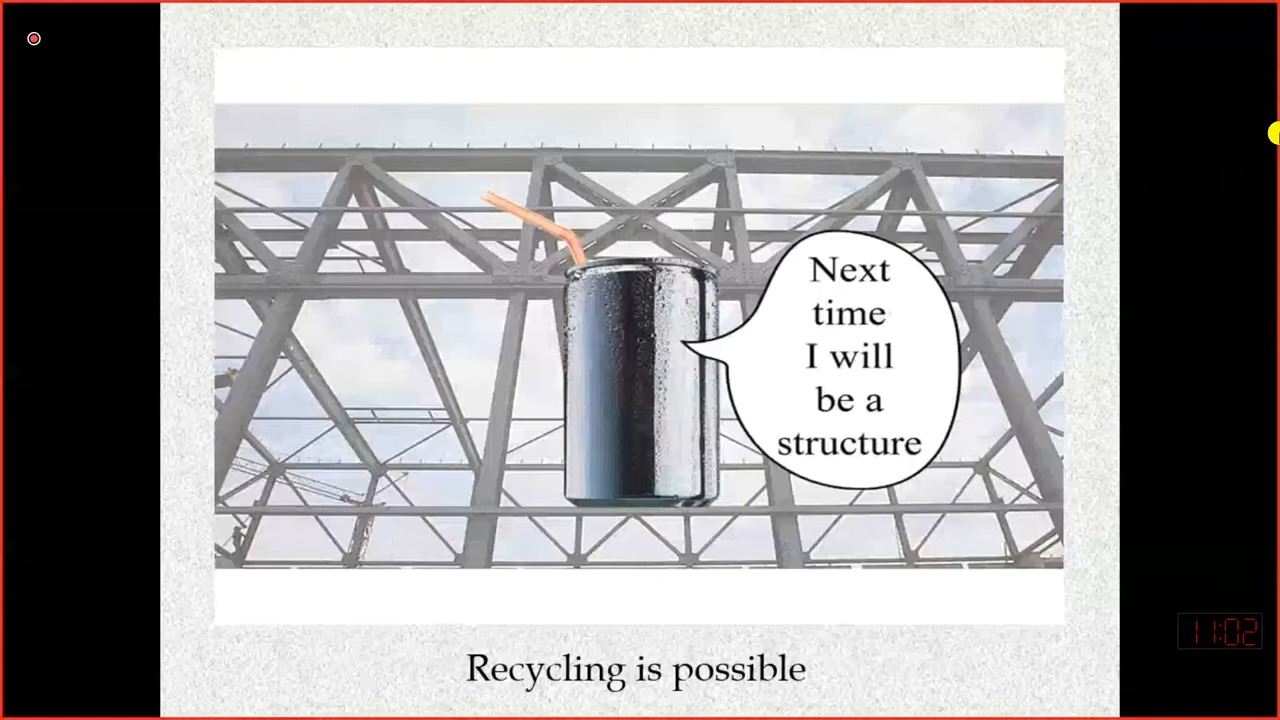 Next
time
I will
be a
structure
11:02
Recycling is possible